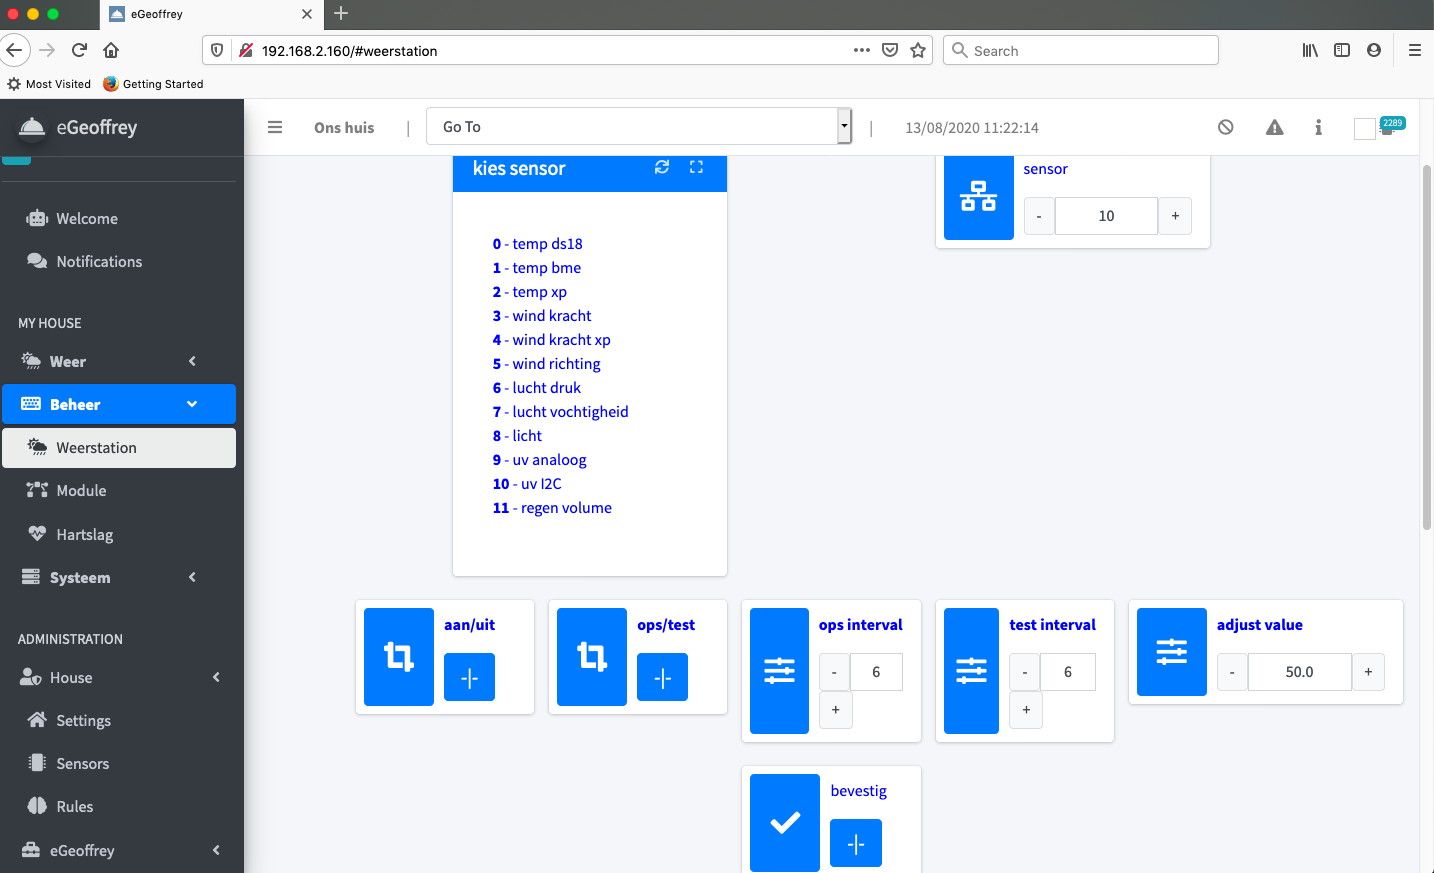 eGeoffrey
192.168.2.160/#weerstation
Search
Most Visited
Getting Started
eGeoffrey
Ons huis
|
Go To
|
13/08/2020 11:22:14
2289
Welcome
Notifications
MY HOUSE
Weer
Beheer
Weerstation
Module
Hartslag
Systeem
ADMINISTRATION
House
Settings
Sensors
Rules
eGeoffrey
kies sensor
0 - temp ds18
1 - temp bme
2 - temp xp
3 - wind kracht
4 - wind kracht xp
5 - wind richting
6 - lucht druk
7 - lucht vochtigheid
8 - licht
9 - uv analoog
10 - uv I2C
11 - regen volume
sensor
- 10 +
aan/uit
-|-
ops/test
-|-
ops interval
- 6
+
test interval
- 6
+
adjust value
- 50.0 +
bevestig
-|-